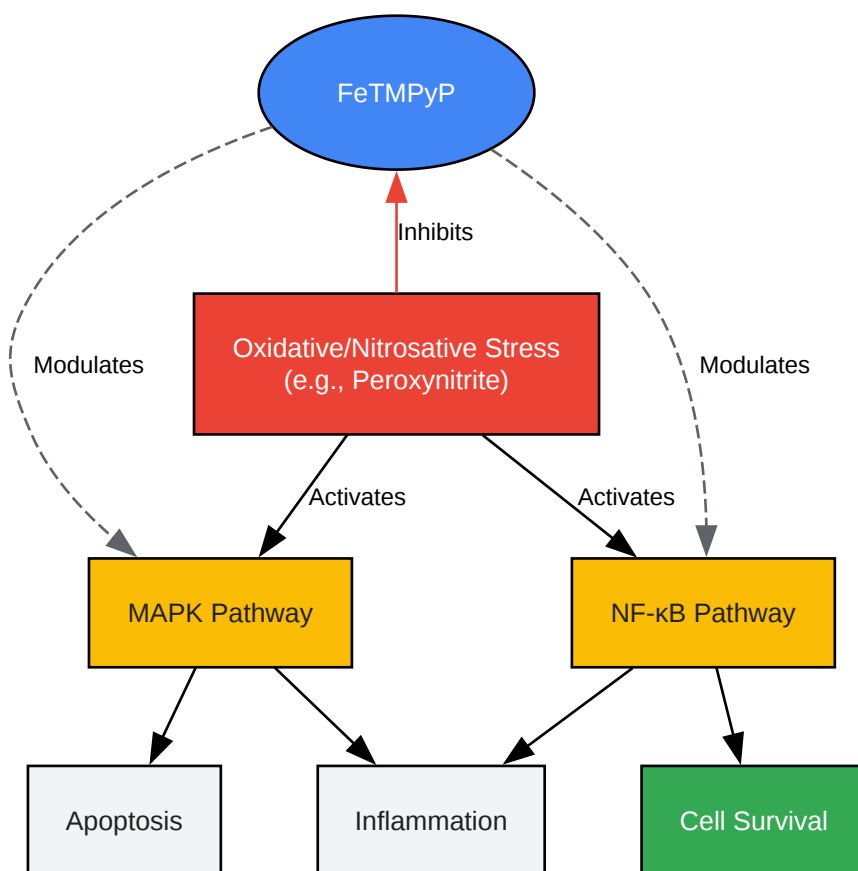 FeTMPyP
Inhibits
Oxidative/Nitrosative Stress
(e.g., Peroxynitrite)
Modulates
Modulates
Activates
Activates
MAPK Pathway
NF-κB Pathway
Apoptosis
Inflammation
Cell Survival